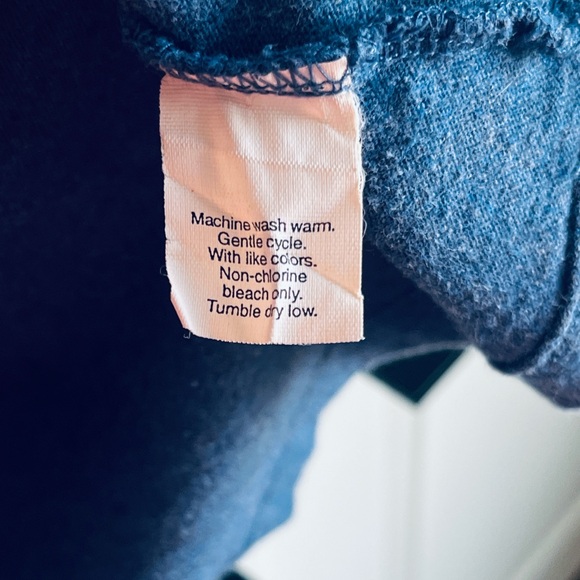 Machine wash warm.
Gentle cycle.
With like colors.
Non-chlorine
bleach only.
Tumble dry low.